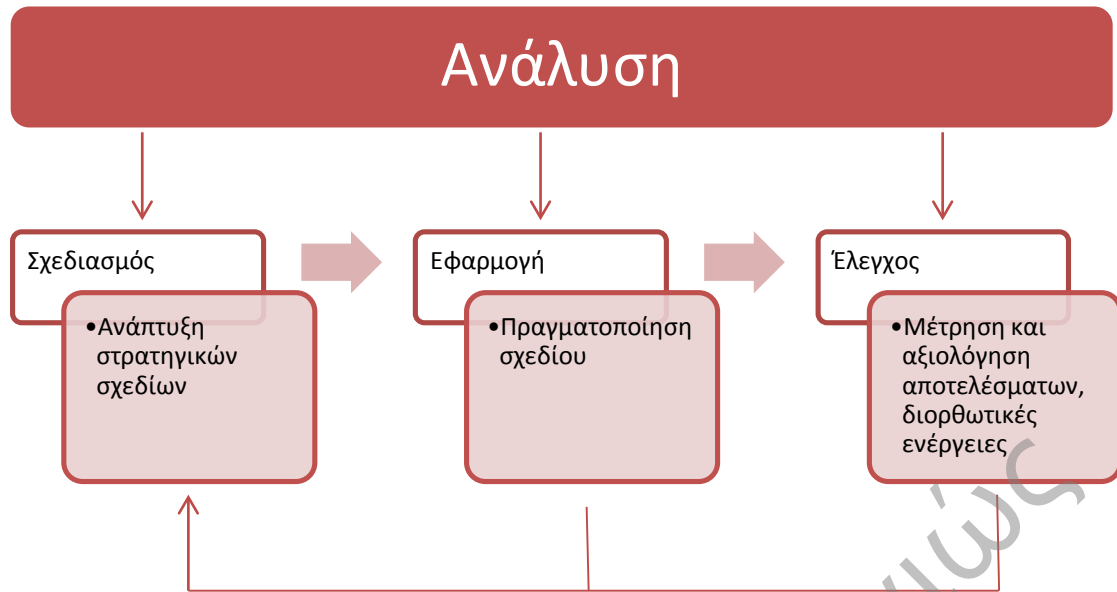 Ανάλυση
Σχεδιασμός
•Ανάπτυξη
στρατηγικών
σχεδίων
Εφαρμογή
•Πραγματοποίηση
σχεδίου
Έλεγχος
•Μέτρηση και
αξιολόγηση
αποτελέσματων,
διορθωτικές
ενέργειες